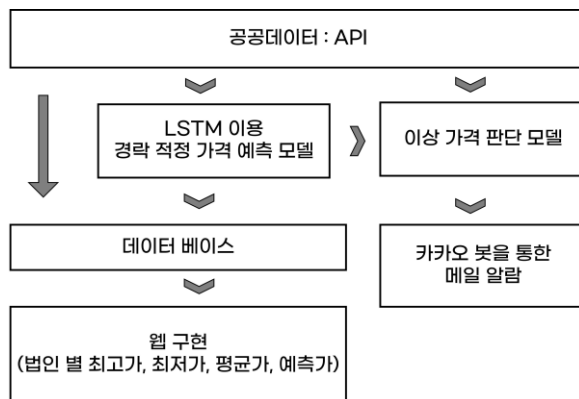 공공데이터 : API
LSTM 이용
경락 적정 가격 예측 모델
이상 가격 판단 모델
데이터 베이스
카카오 봇을 통한
메일 알람
웹 구현
(법인 별 최고가, 최저가, 평균가, 예측가)